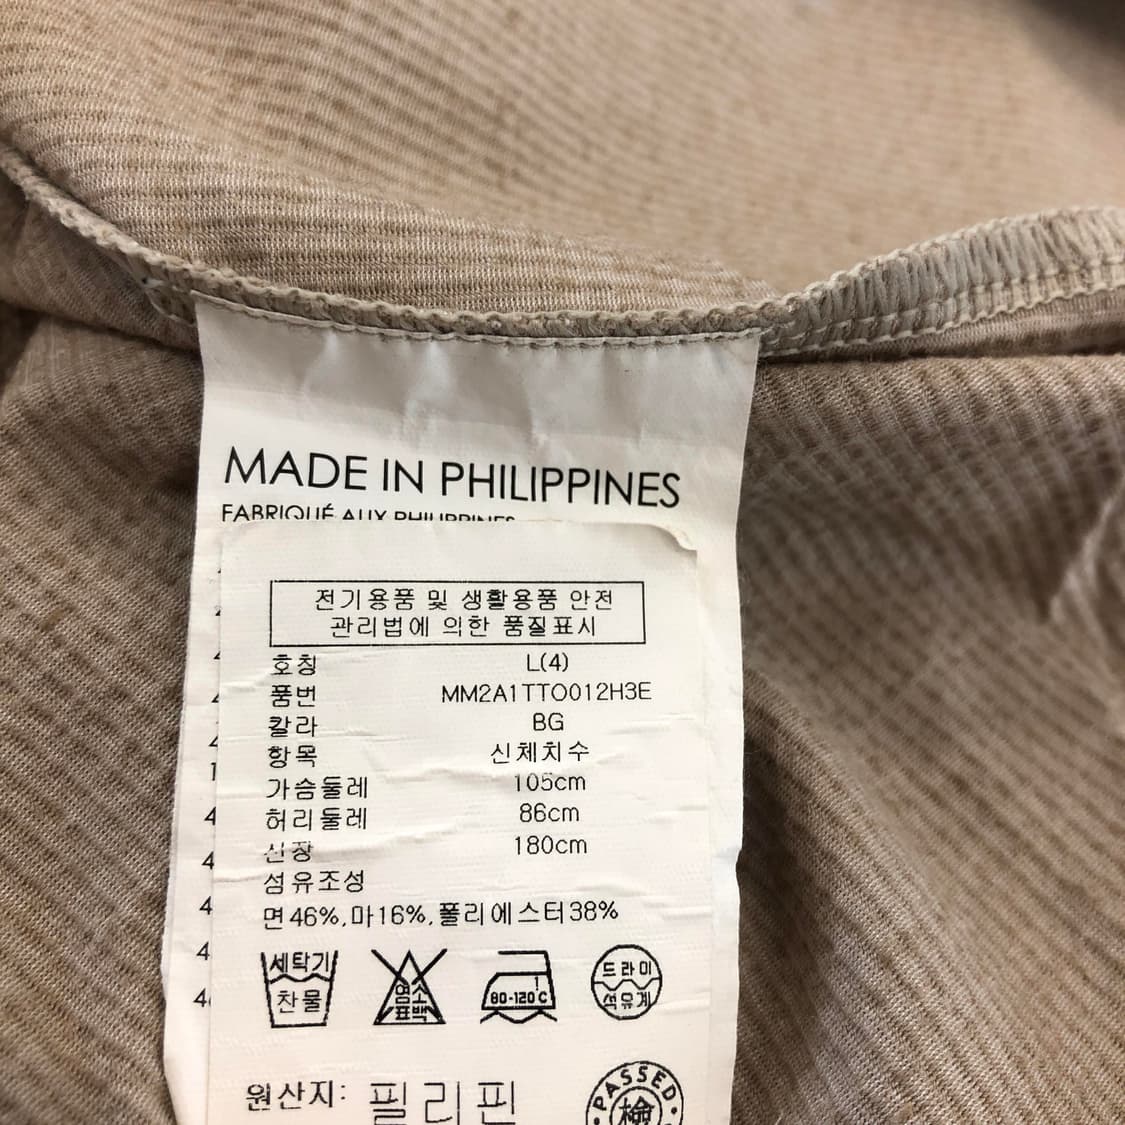 MADE IN PHILIPPINES
FABRIQUÉ AUX PHILIPPINES
전기용품 및 생활용품 안전
관리법에 의한 품질표시
호칭 L(4)
품번 MM2A1TTO012H3E
칼라 BG
항목 신체치수
가슴둘레 105cm
허리둘레 86cm
신장 180cm
섬유조성
면46%,마16%,폴리에스터38%
세탁기 찬물
염소표백
80-120˚C
드라이 석유계
원산지: 필리핀
PASSED
檢